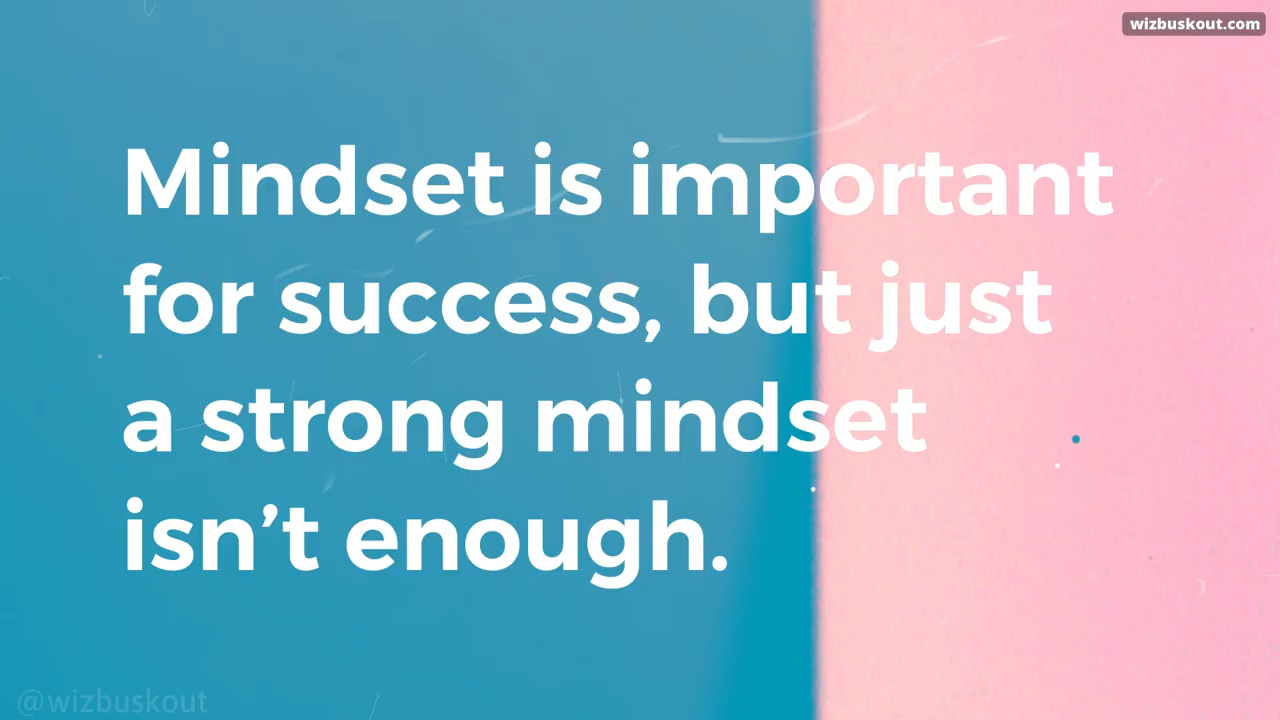 wizbuskout.com
Mindset is important
for success, but just
a strong mindset
isn’t enough.
@wizbuskout